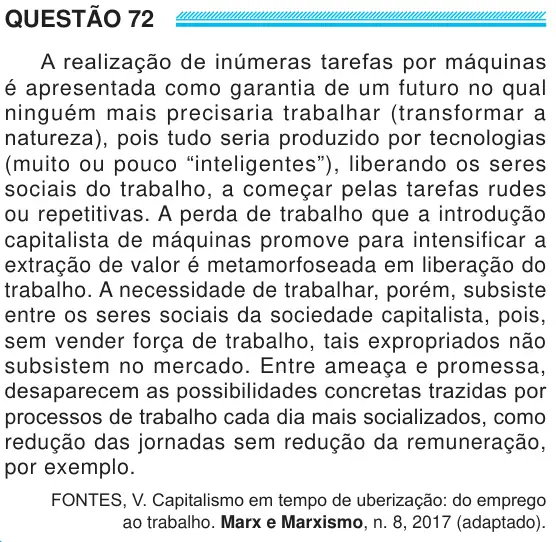 QUESTÃO 72
A realização de inúmeras tarefas por máquinas
é apresentada como garantia de um futuro no qual
ninguém mais precisaria trabalhar (transformar a
natureza), pois tudo seria produzido por tecnologias
(muito ou pouco “inteligentes”), liberando os seres
sociais do trabalho, a começar pelas tarefas rudes
ou repetitivas. A perda de trabalho que a introdução
capitalista de máquinas promove para intensificar a
extração de valor é metamorfoseada em liberação do
trabalho. A necessidade de trabalhar, porém, subsiste
entre os seres sociais da sociedade capitalista, pois,
sem vender força de trabalho, tais expropriados não
subsistem no mercado. Entre ameaça e promessa,
desaparecem as possibilidades concretas trazidas por
processos de trabalho cada dia mais socializados, como
redução das jornadas sem redução da remuneração,
por exemplo.
FONTES, V. Capitalismo em tempo de uberização: do emprego
ao trabalho. Marx e Marxismo, n. 8, 2017 (adaptado).